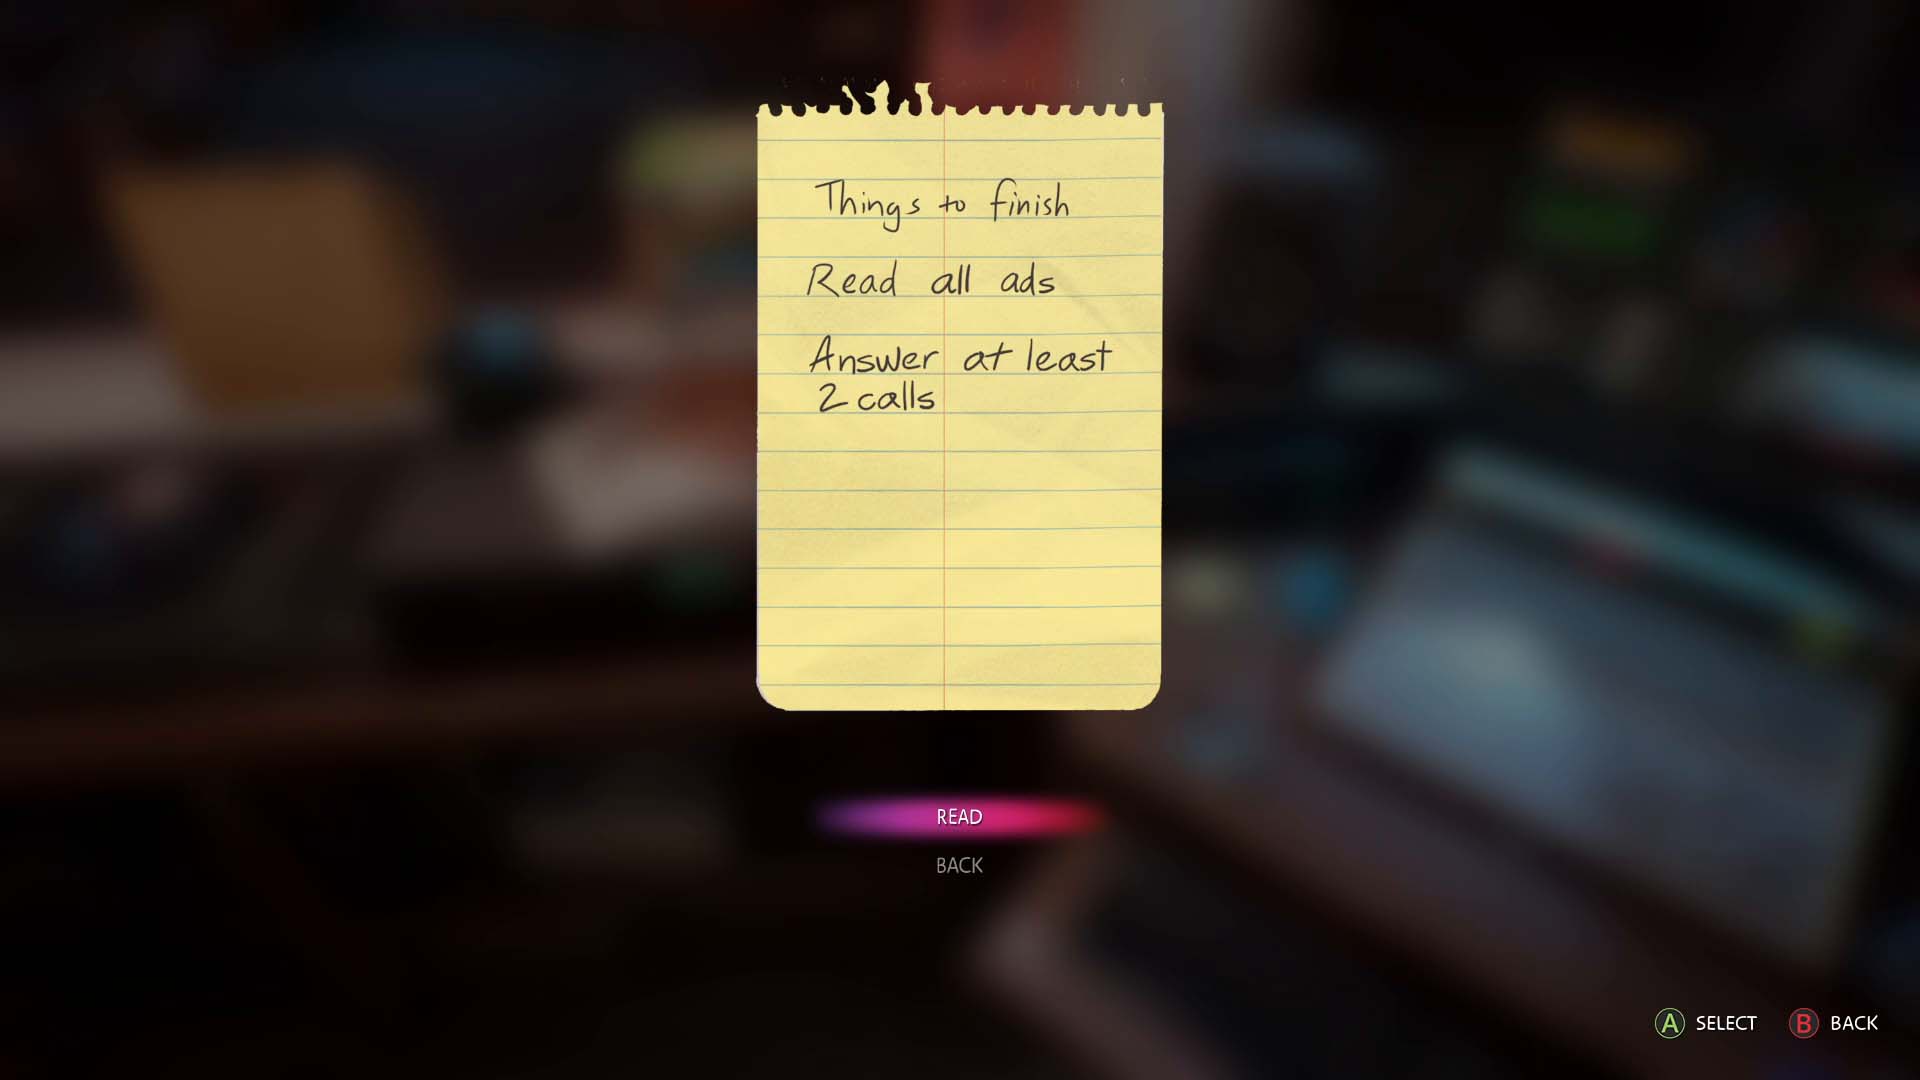 Things to finish
Read all ads
Answer at least
2 calls
READ
BACK
A SELECT B BACK